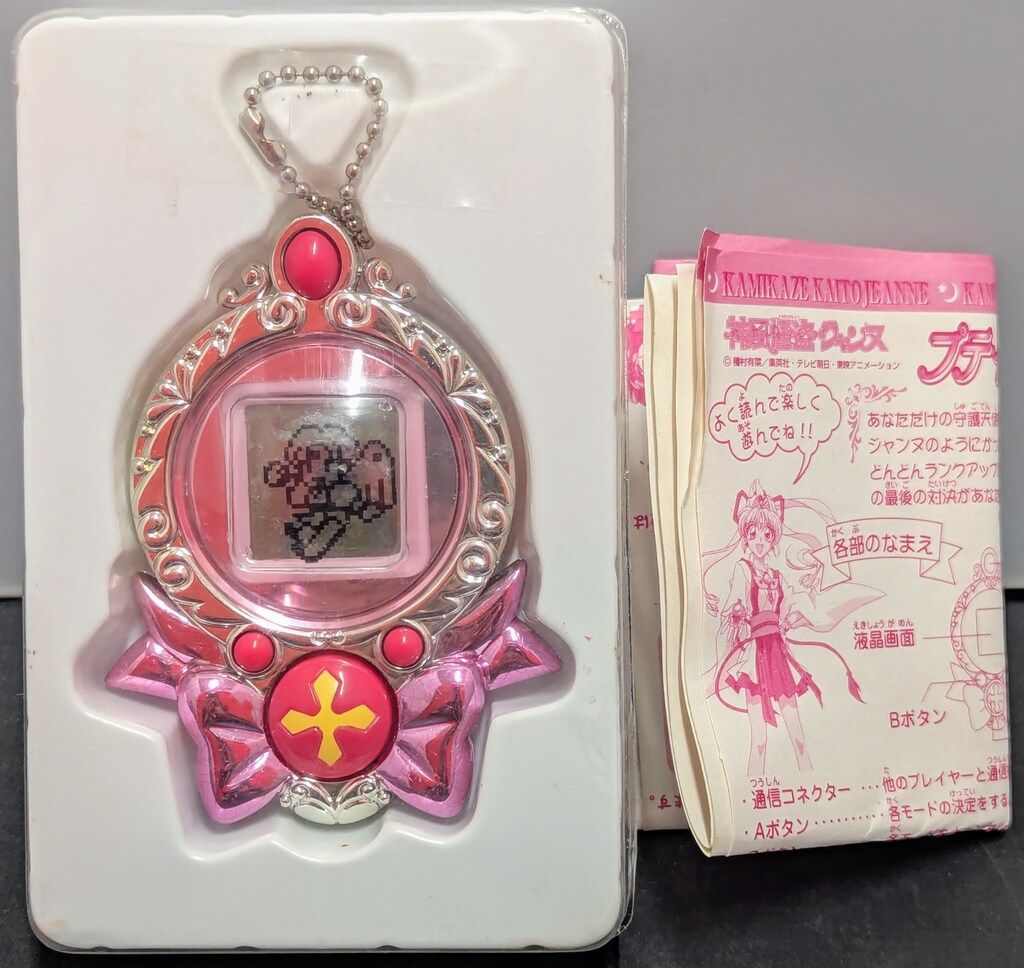 KAMIKAZE KAITO JEANNE
KAMI
神風怪盗ジャンヌ
プテ
©種村有菜／集英社・テレビ朝日・東映アニメーション
よく読んで楽しく
遊んでね!!
あなただけの守護天使
ジャンヌのようにかっ
どんどんランクアップ
の最後の対決があなた
各部のなまえ
液晶画面
Bボタン
・通信コネクター …他のプレイヤーと通信
・Aボタン………各モードの決定をする